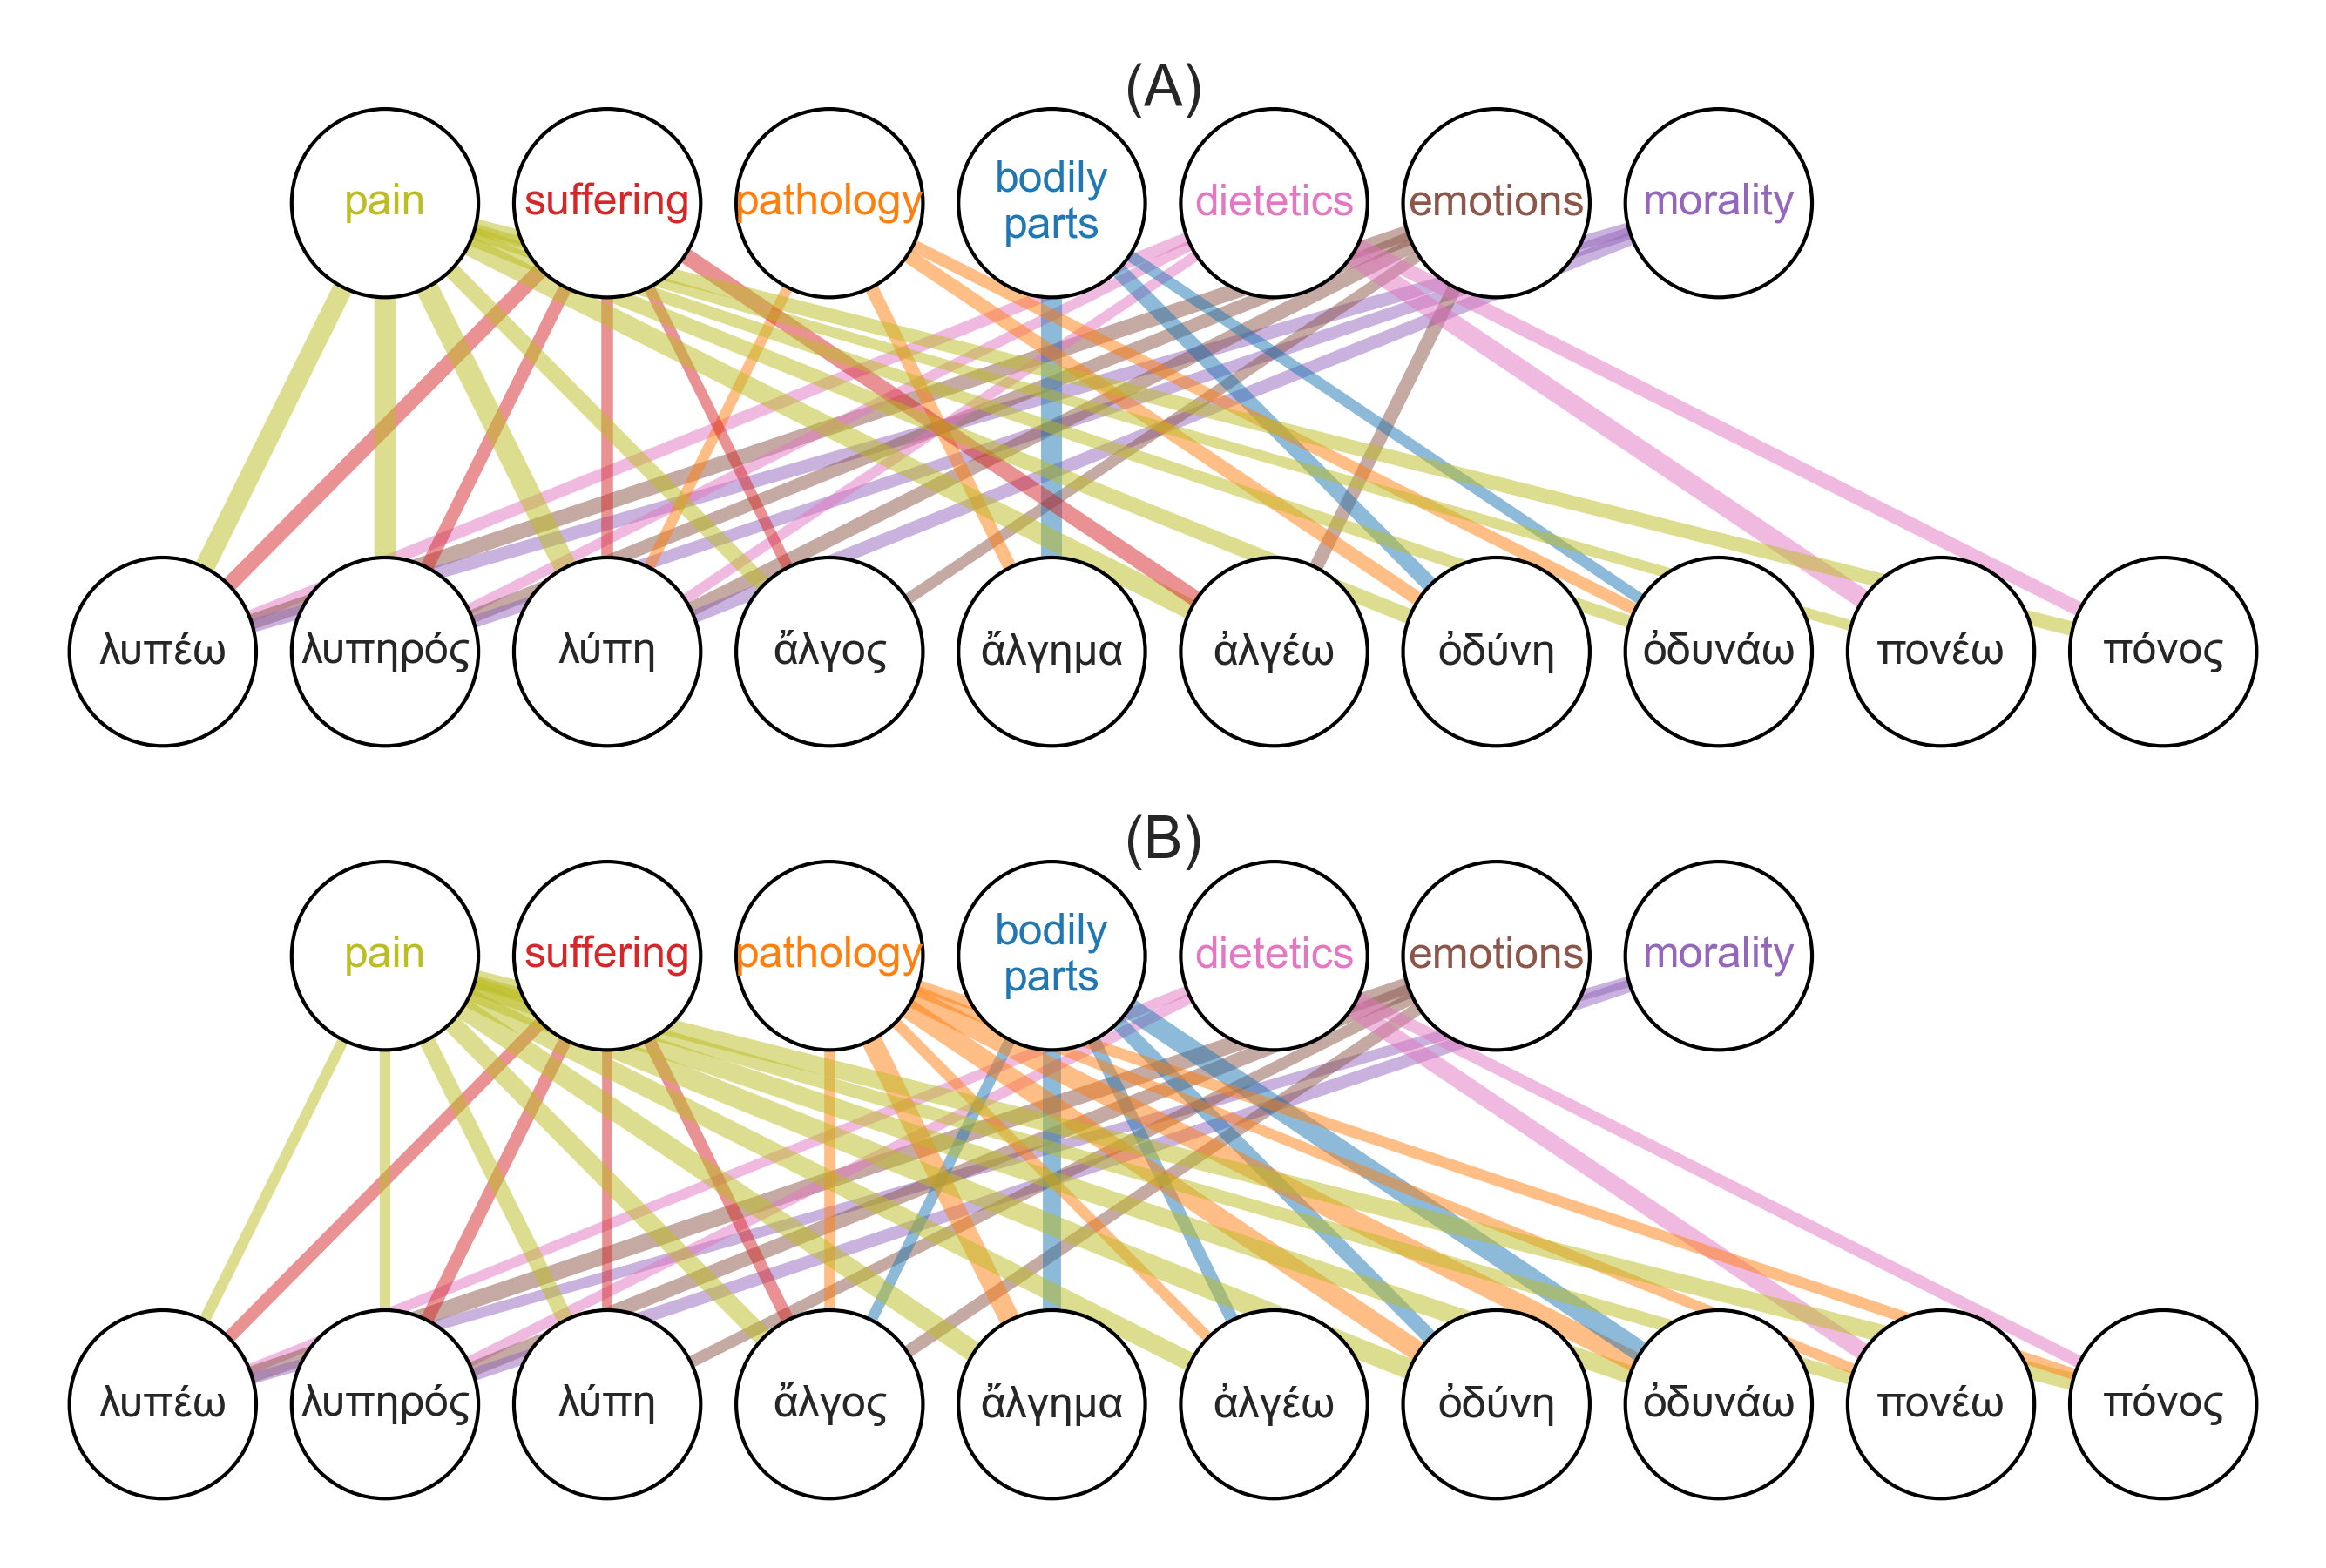 (A)
pain
suffering
pathology
bodily
parts
dietetics
emotions
morality
λυπέω
λυπηρός
λύπη
ἄλγος
ἄλγημα
ἀλγέω
ὀδύνη
ὀδυνάω
πονέω
πόνος
(B)
pain
suffering
pathology
bodily
parts
dietetics
emotions
morality
λυπέω
λυπηρός
λύπη
ἄλγος
ἄλγημα
ἀλγέω
ὀδύνη
ὀδυνάω
πονέω
πόνος